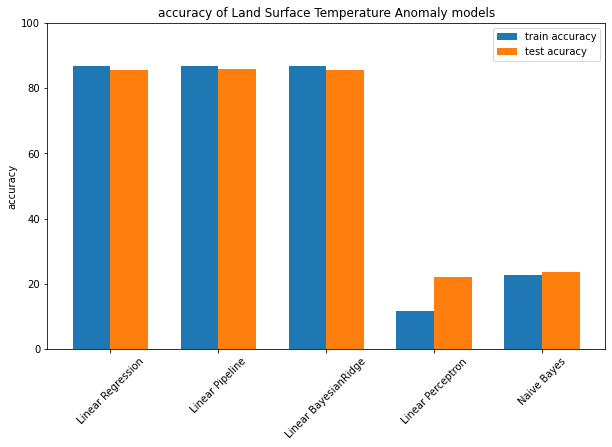 accuracy of Land Surface Temperature Anomaly models
train accuracy
test acuracy
accuracy
100
80
60
40
20
0
Linear Regression
Linear Pipeline
Linear BayesianRidge
Linear Perceptron
Naive Bayes